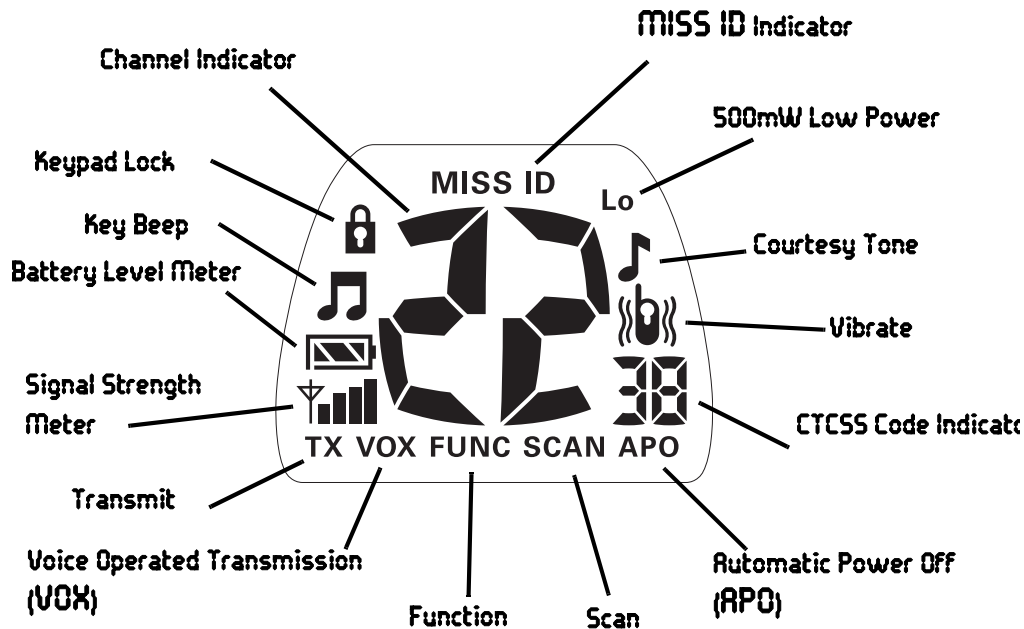 MISS ID Indicator
Channel Indicator
500mW Low Power
Keypad Lock
MISS ID
Lo
Key Beep
Courtesy Tone
Battery Level Meter
Vibrate
22
38
Signal Strength
Meter
CTCSS Code Indicato
TX VOX FUNC SCAN APO
Transmit
Voice Operated Transmission
(VOX)
Automatic Power Off
(APO)
Function
Scan